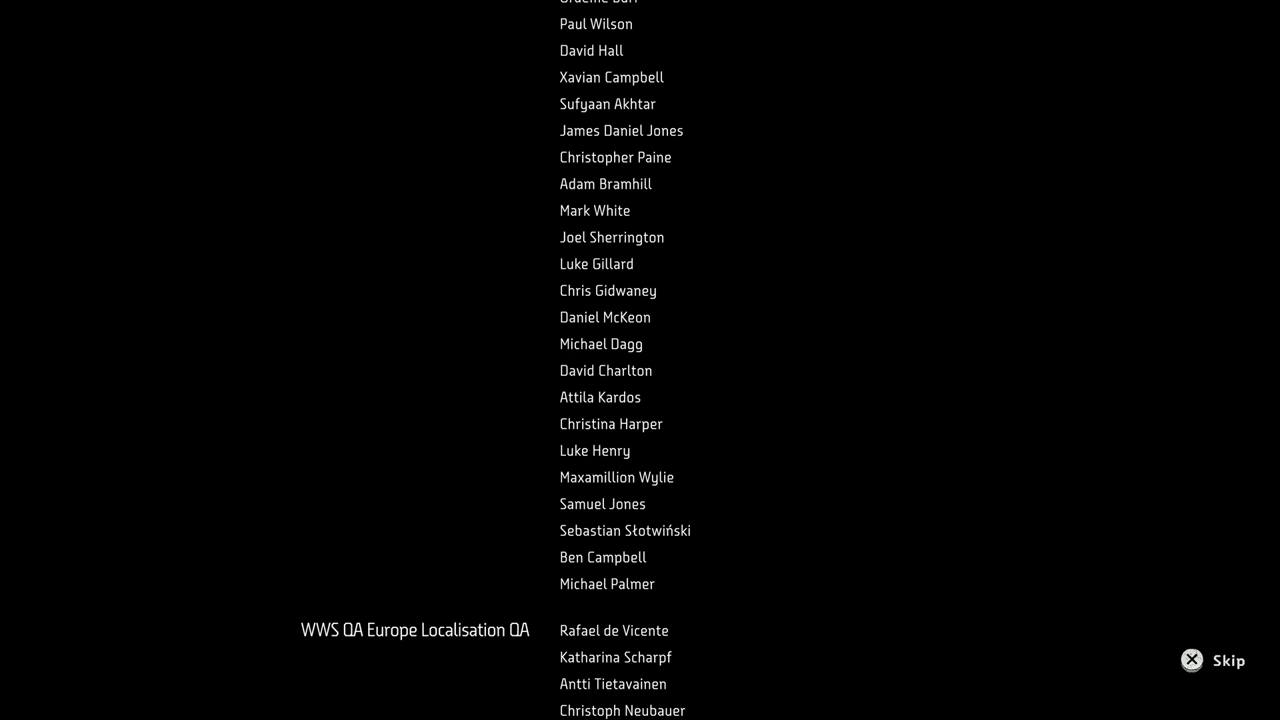 Paul Wilson
David Hall
Xavian Campbell
Sufyaan Akhtar
James Daniel Jones
Christopher Paine
Adam Bramhill
Mark White
Joel Sherrington
Luke Gillard
Chris Gidwaney
Daniel McKeon
Michael Dagg
David Charlton
Attila Kardos
Christina Harper
Luke Henry
Maxamillion Wylie
Samuel Jones
Sebastian Słotwiński
Ben Campbell
Michael Palmer
WWS QA Europe Localisation QA Rafael de Vicente
Katharina Scharpf
Antti Tietavainen
Christoph Neubauer
Skip